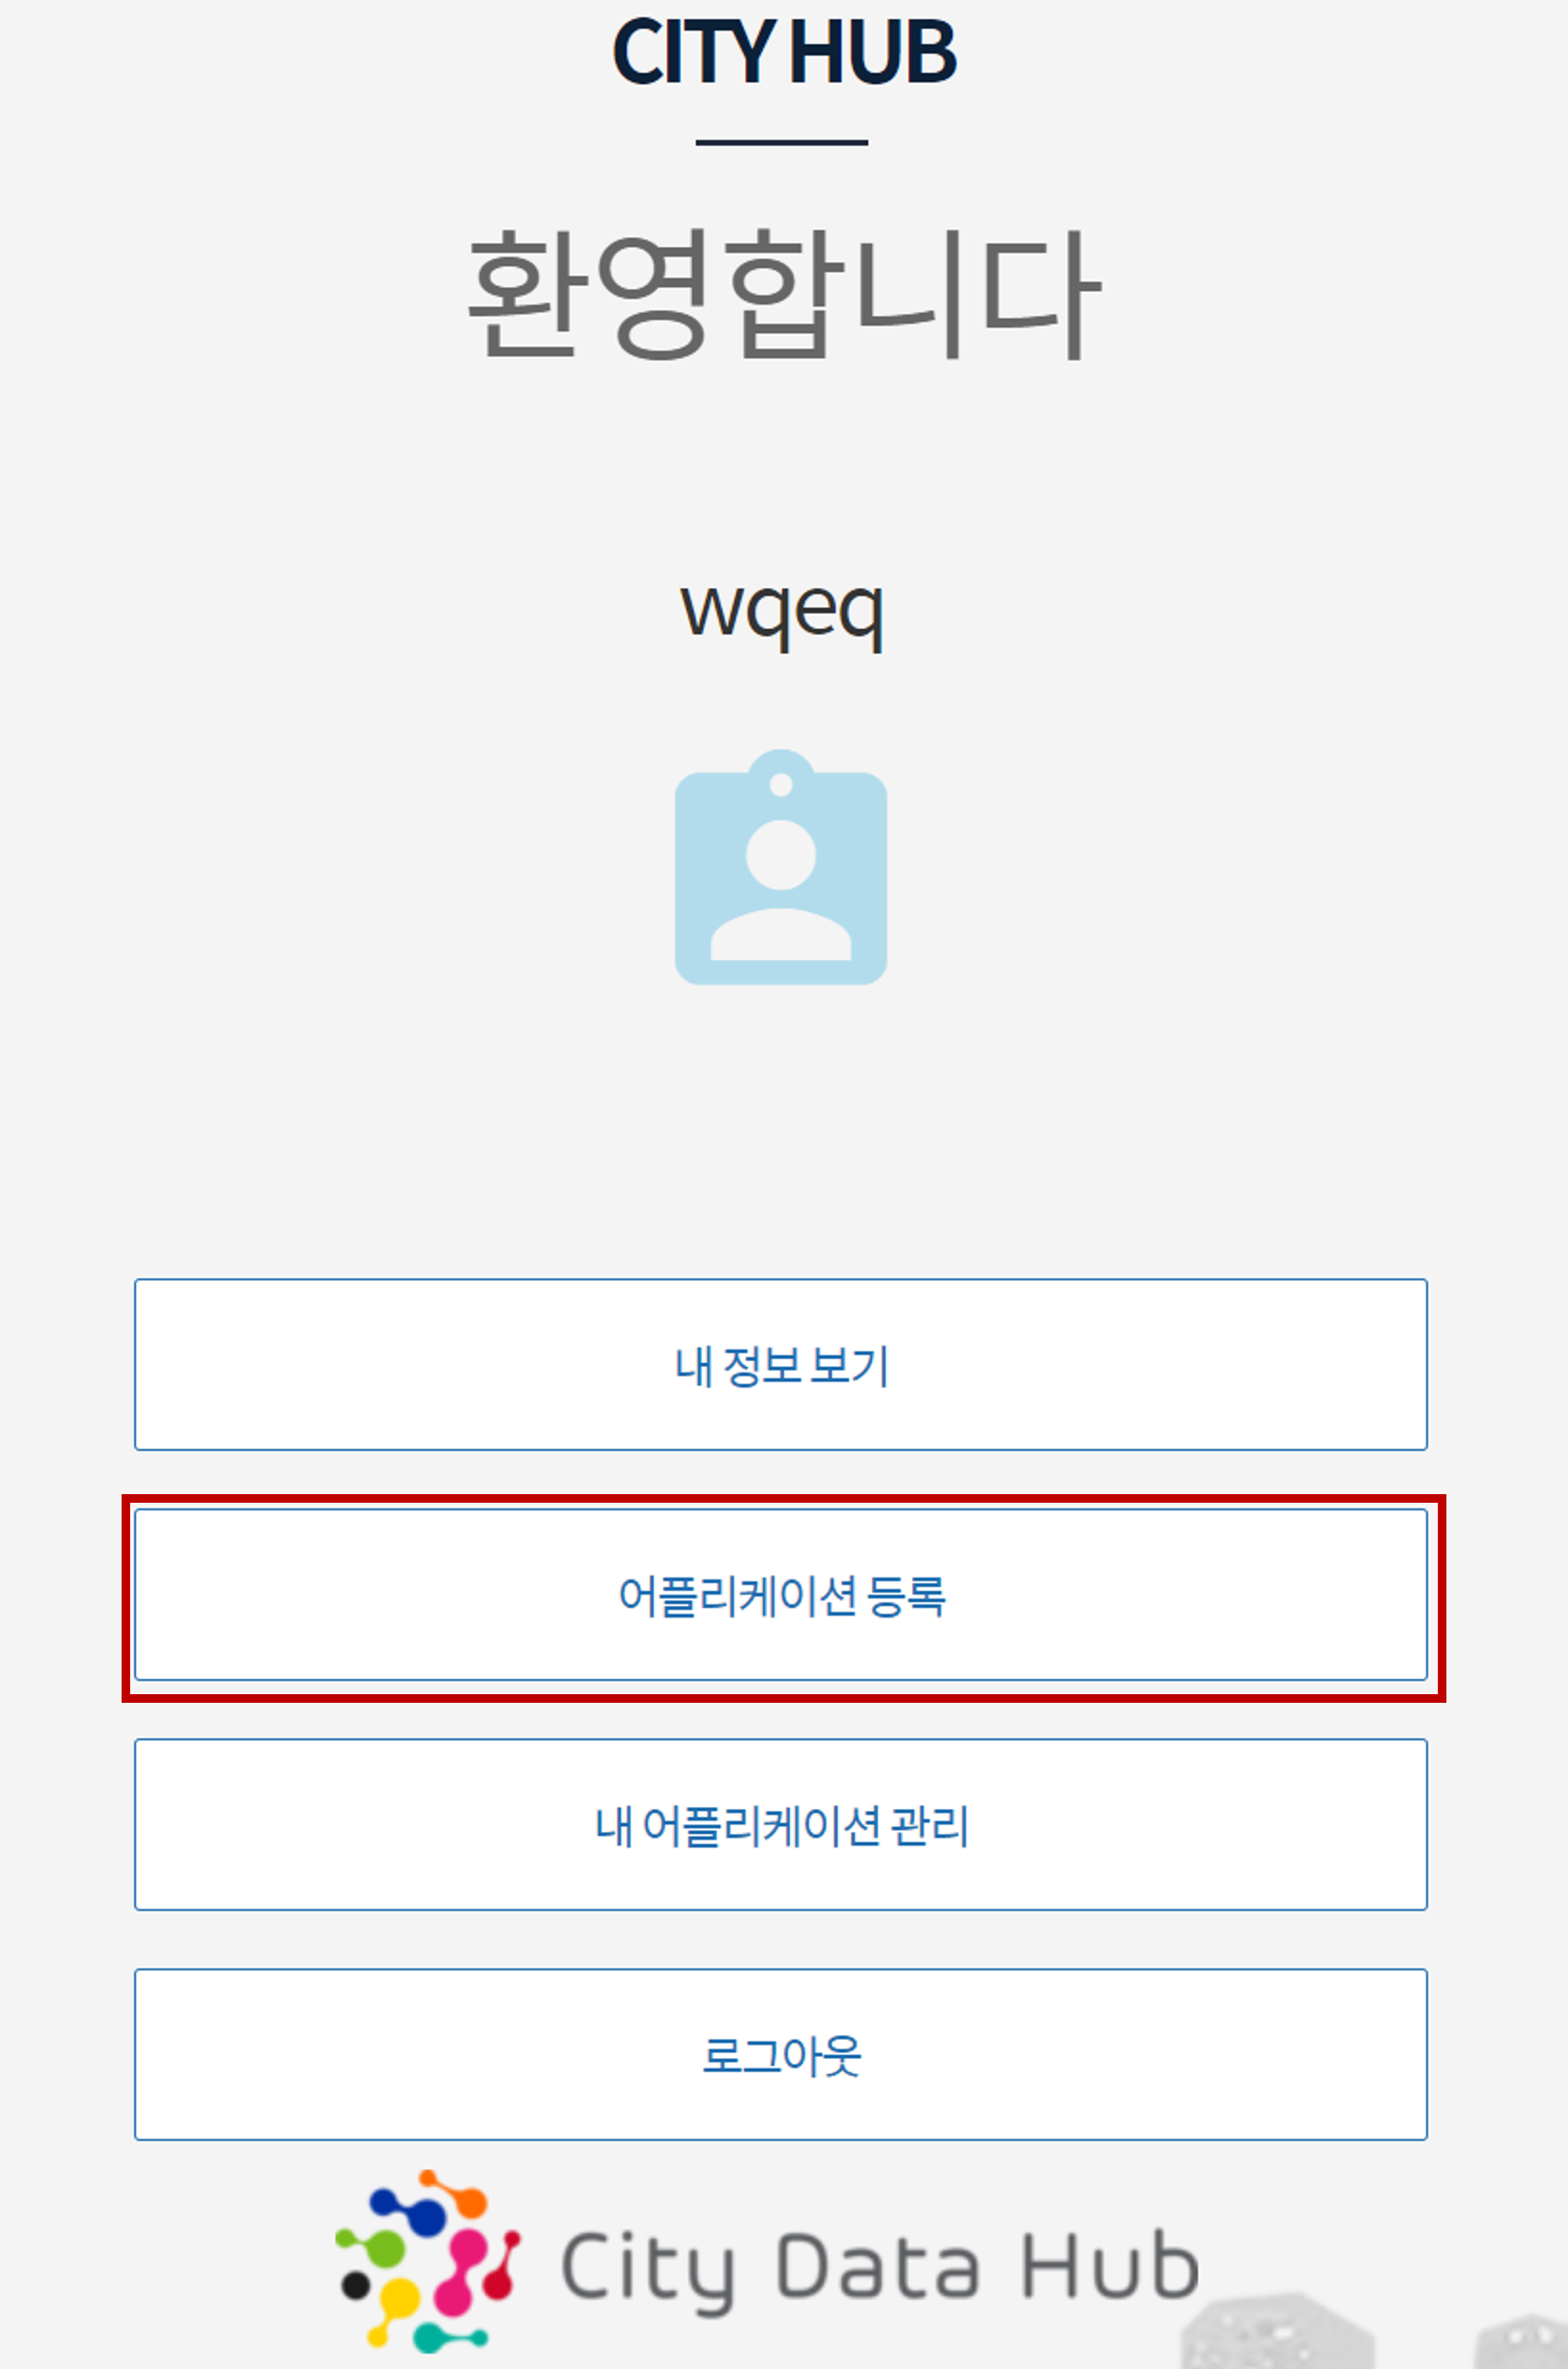 CITY HUB
환영합니다
wqeq
내 정보 보기
어플리케이션 등록
내 어플리케이션 관리
로그아웃
City Data Hub